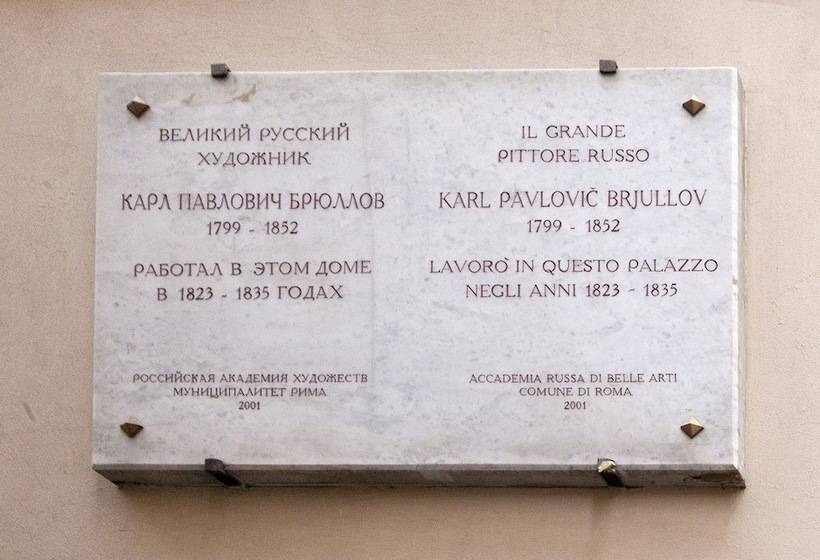 ВЕЛИКИЙ РУССКИЙ
ХУДОЖНИК
КАРЛ ПАВЛОВИЧ БРЮЛЛОВ
1799 - 1852
РАБОТАЛ В ЭТОМ ДОМЕ
В 1823 - 1835 ГОДАХ
РОССИЙСКАЯ АКАДЕМИЯ ХУДОЖЕСТВ
МУНИЦИПАЛИТЕТ РИМА
2001
IL GRANDE
PITTORE RUSSO
KARL PAVLOVIČ BRJULLOV
1799 - 1852
LAVORO' IN QUESTO PALAZZO
NEGLI ANNI 1823 - 1835
ACCADEMIA RUSSA DI BELLE ARTI
COMUNE DI ROMA
2001